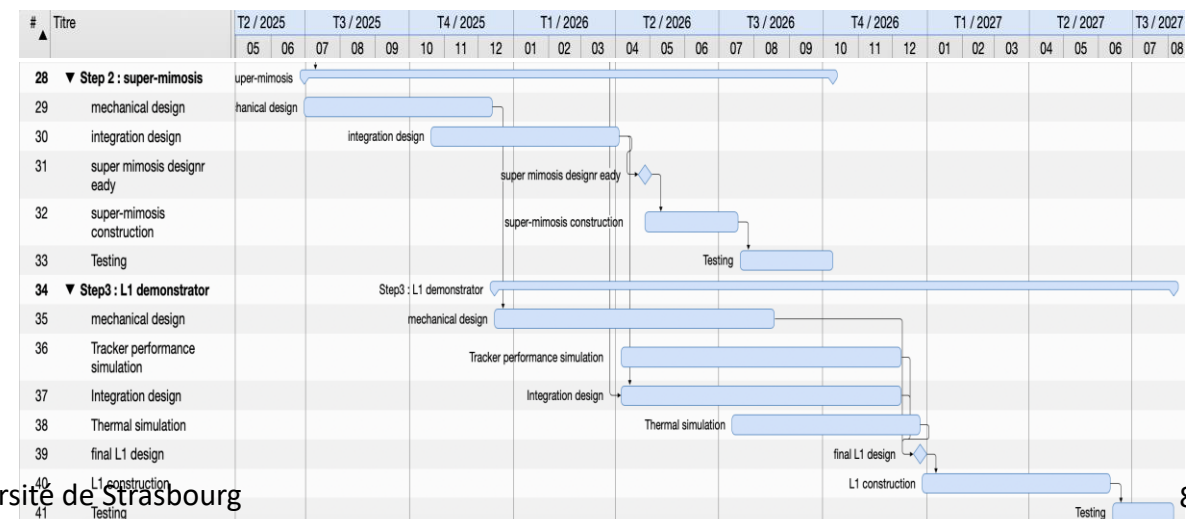 # Titre T2 / 2025 T3 / 2025 T4 / 2025 T1 / 2026 T2 / 2026 T3 / 2026 T4 / 2026 T1 / 2027 T2 / 2027 T3 / 2027
05 06 07 08 09 10 11 12 01 02 03 04 05 06 07 08 09 10 11 12 01 02 03 04 05 06 07 08
28 ▼ Step 2 : super-mimosis uper-mimosis
29 mechanical design hanical design
30 integration design integration design
31 super mimosis designr
eady
super mimosis designr eady
32 super-mimosis
construction
super-mimosis construction
33 Testing Testing
34 ▼ Step3 : L1 demonstrator Step3 : L1 demonstrator
35 mechanical design mechanical design
36 Tracker performance
simulation
Tracker performance simulation
37 Integration design Integration design
38 Thermal simulation Thermal simulation
39 final L1 design final L1 design
40 L1 construction L1 construction
rsité de Strasbourg 8
41 Testing Testing